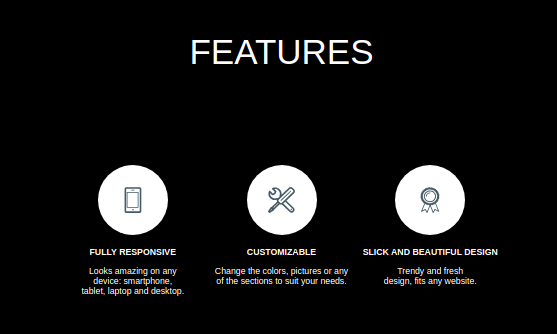 FEATURES
FULLY RESPONSIVE
Looks amazing on any
device: smartphone,
tablet, laptop and desktop.
CUSTOMIZABLE
Change the colors, pictures or any
of the sections to suit your needs.
SLICK AND BEAUTIFUL DESIGN
Trendy and fresh
design, fits any website.